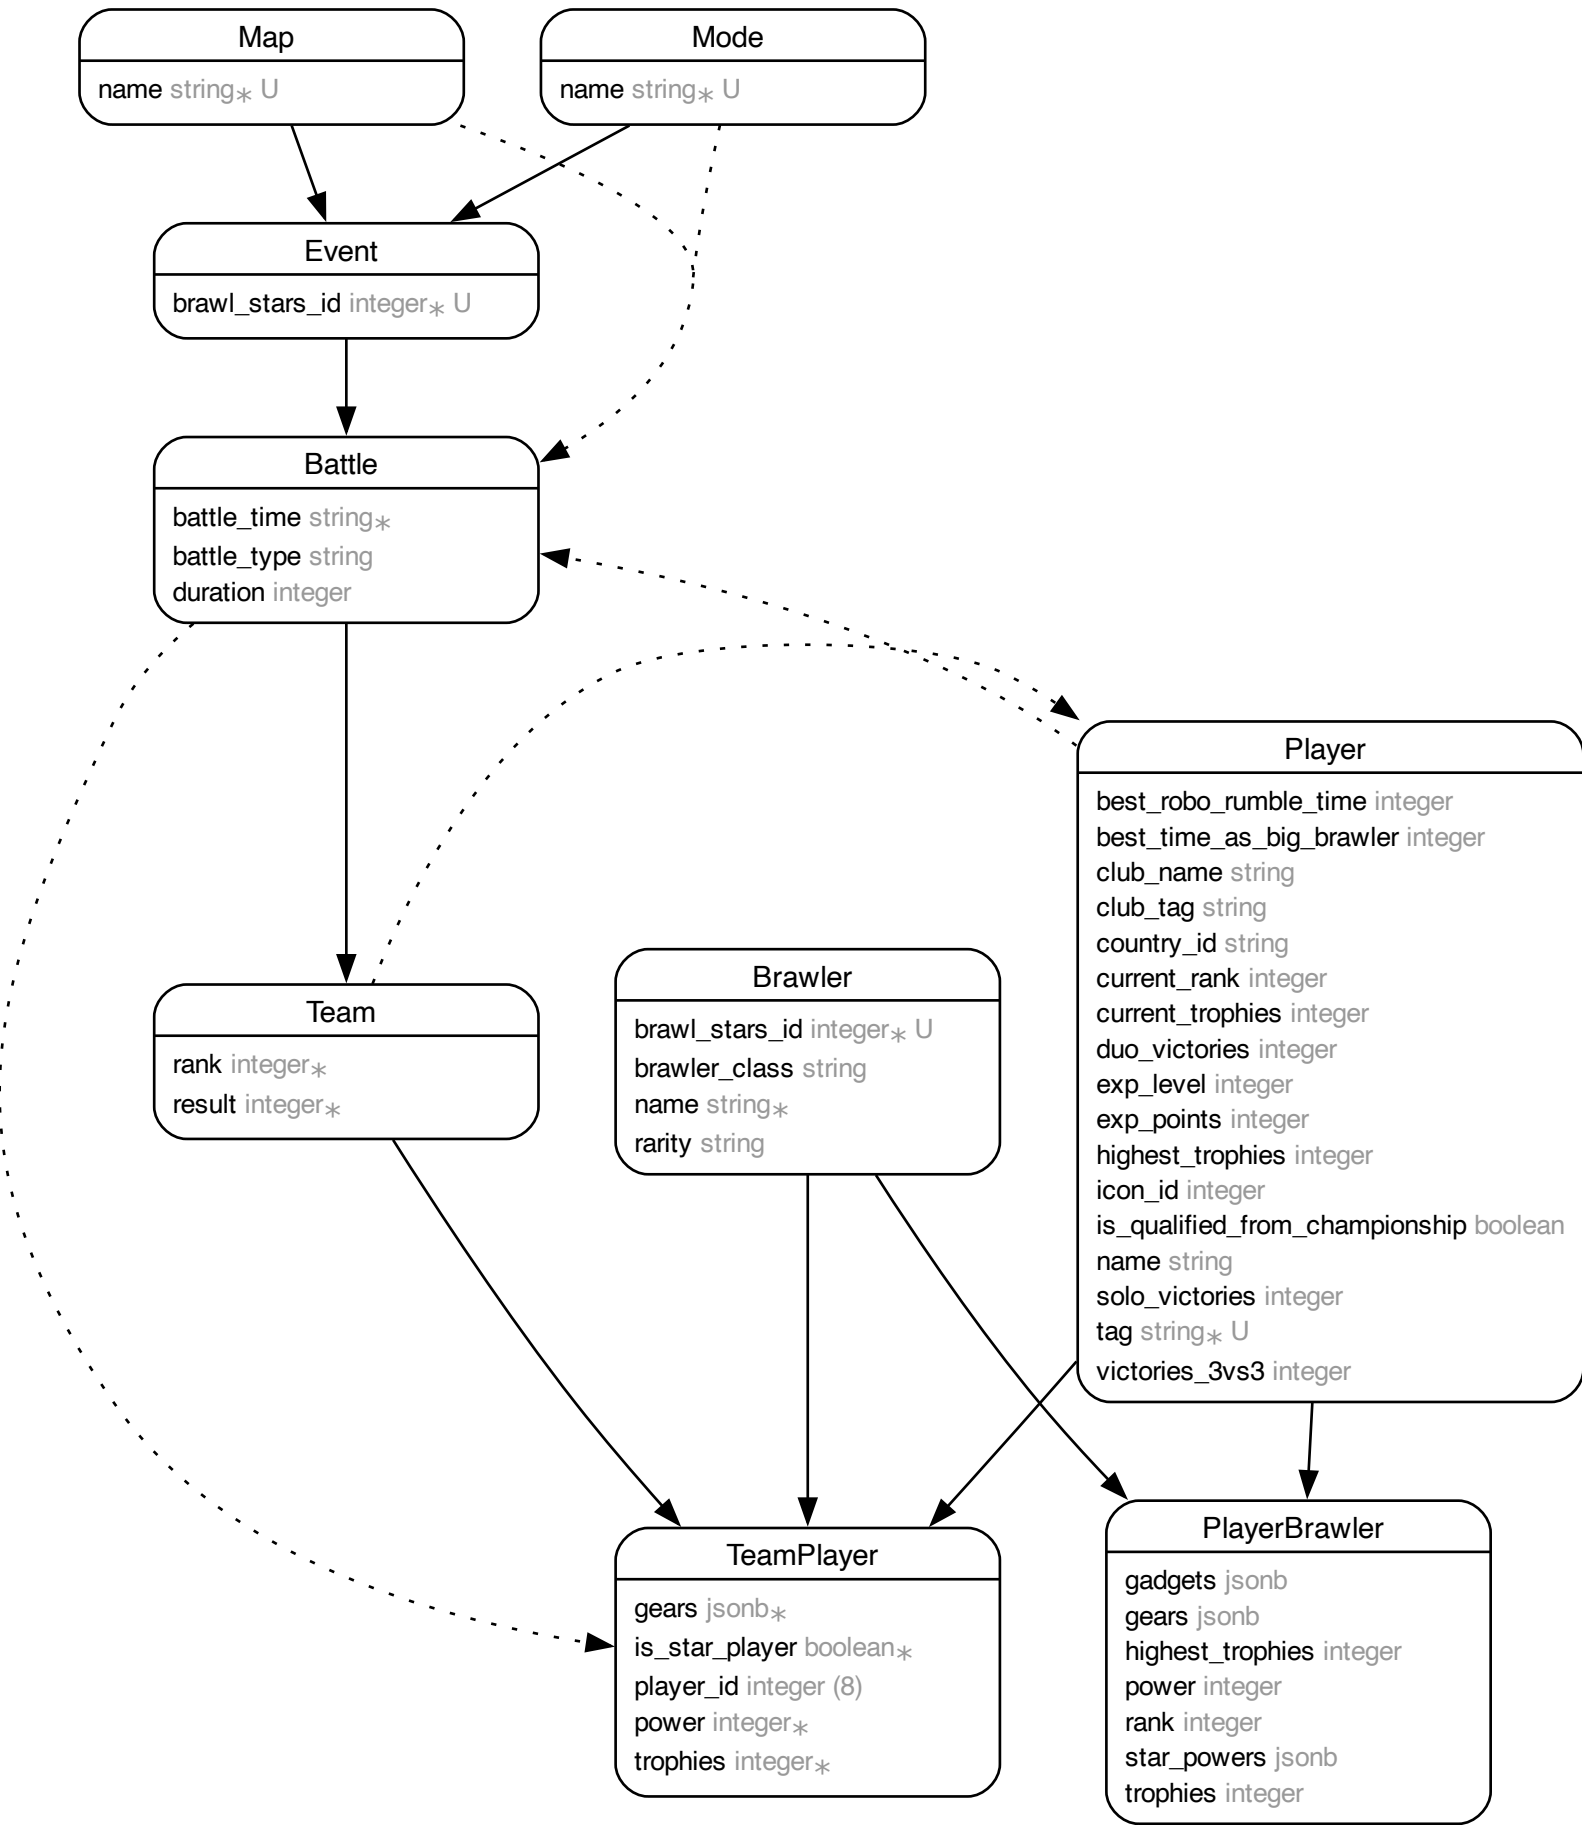 Map
name string* U
Mode
name string* U
Event
brawl_stars_id integer* U
Battle
battle_time string*
battle_type string
duration integer
Player
best_robo_rumble_time integer
best_time_as_big_brawler integer
club_name string
club_tag string
country_id string
current_rank integer
current_trophies integer
duo_victories integer
exp_level integer
exp_points integer
highest_trophies integer
icon_id integer
is_qualified_from_championship boolean
name string
solo_victories integer
tag string* U
victories_3vs3 integer
Team
rank integer*
result integer*
Brawler
brawl_stars_id integer* U
brawler_class string
name string*
rarity string
TeamPlayer
gears jsonb*
is_star_player boolean*
player_id integer (8)
power integer*
trophies integer*
PlayerBrawler
gadgets jsonb
gears jsonb
highest_trophies integer
power integer
rank integer
star_powers jsonb
trophies integer